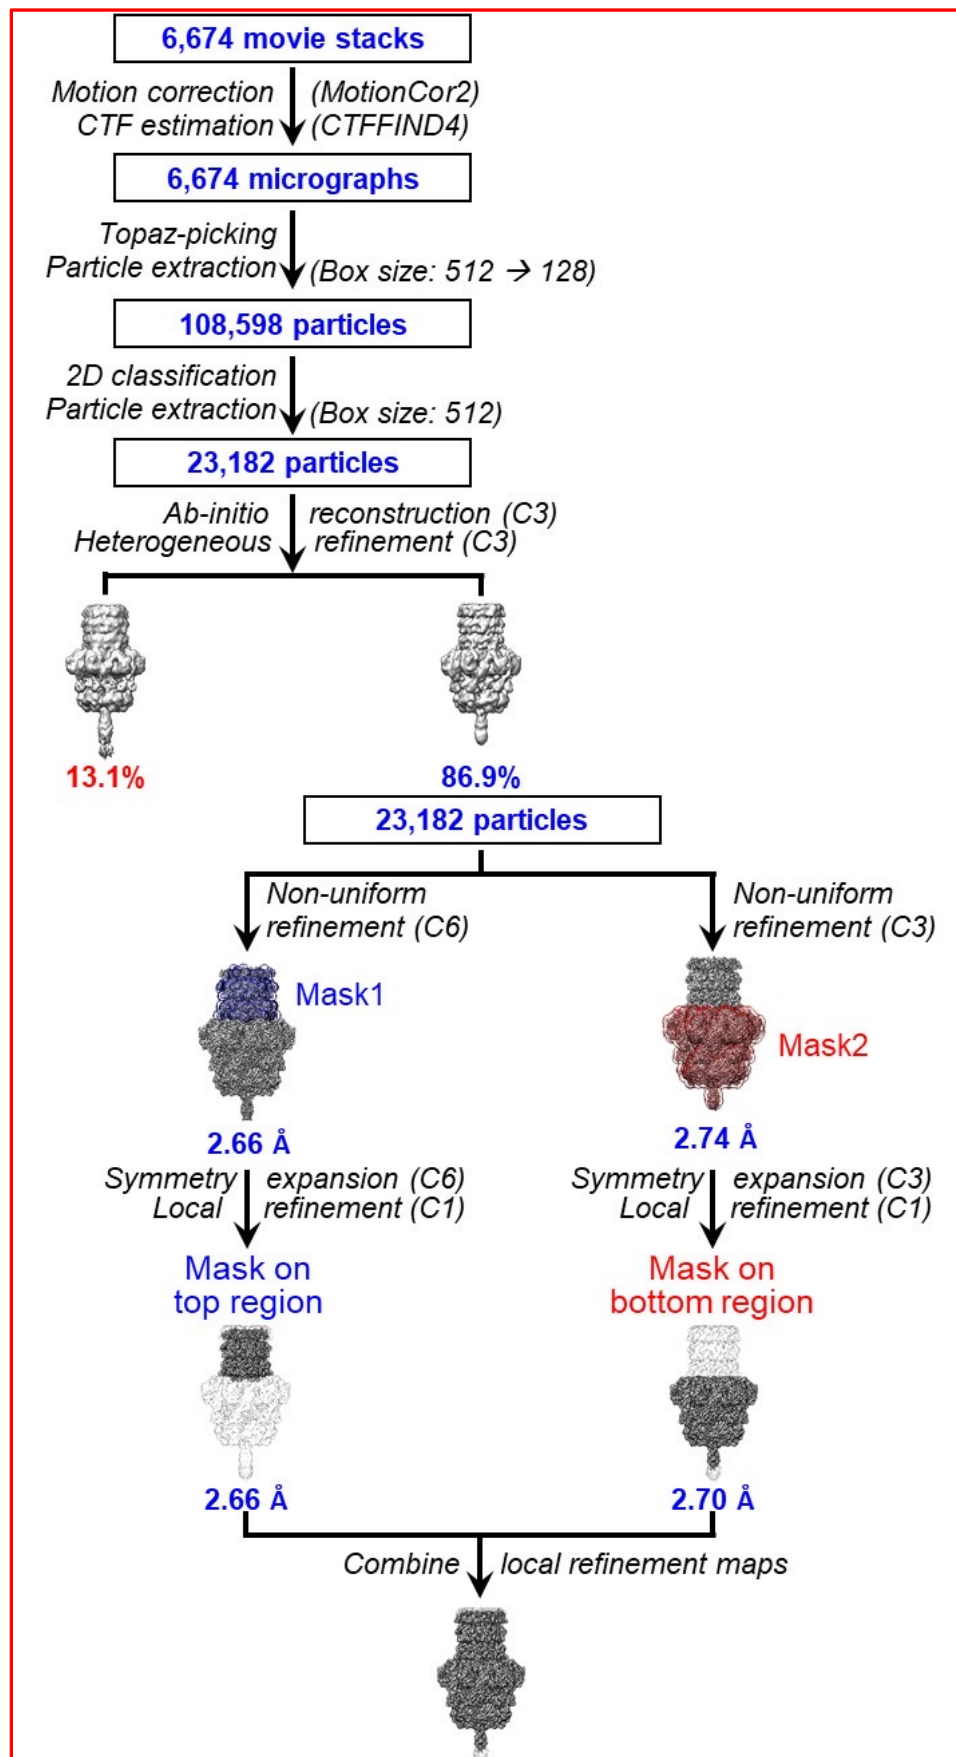 6,674 movie stacks
Motion correction (MotionCor2)
CTF estimation (CTFFIND4)
6,674 micrographs
Topaz-picking
Particle extraction (Box size: 512 → 128)
108,598 particles
2D classification
Particle extraction (Box size: 512)
23,182 particles
Ab-initio reconstruction (C3)
Heterogeneous refinement (C3)
13.1% 86.9%
23,182 particles
Non-uniform
refinement (C6)
Non-uniform
refinement (C3)
Mask1
Mask2
2.66 Å
2.74 Å
Symmetry expansion (C6)
Local refinement (C1)
Symmetry expansion (C3)
Local refinement (C1)
Mask on
top region
Mask on
bottom region
2.66 Å
2.70 Å
Combine local refinement maps